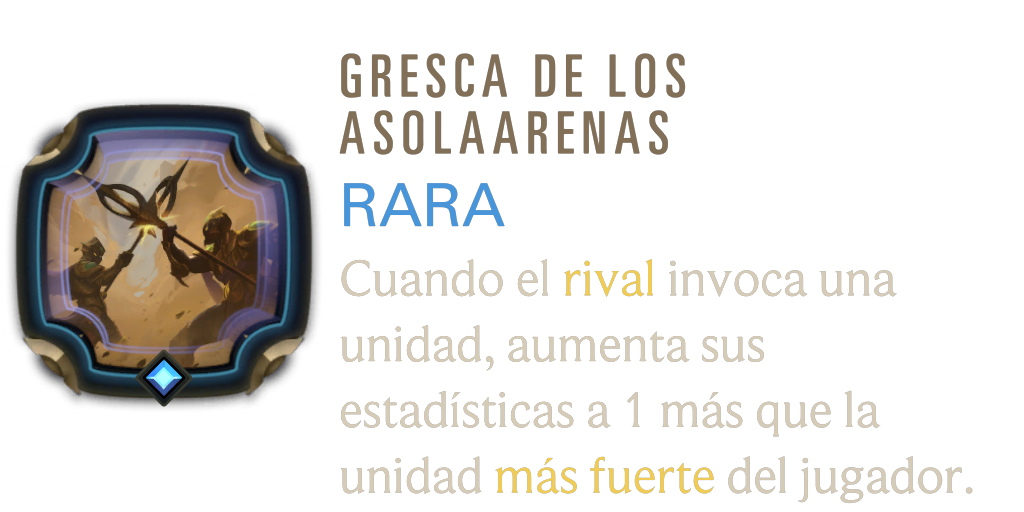 GRESCA DE LOS
ASOLAARENAS
RARA
Cuando el rival invoca una
unidad, aumenta sus
estadísticas a 1 más que la
unidad más fuerte del jugador.